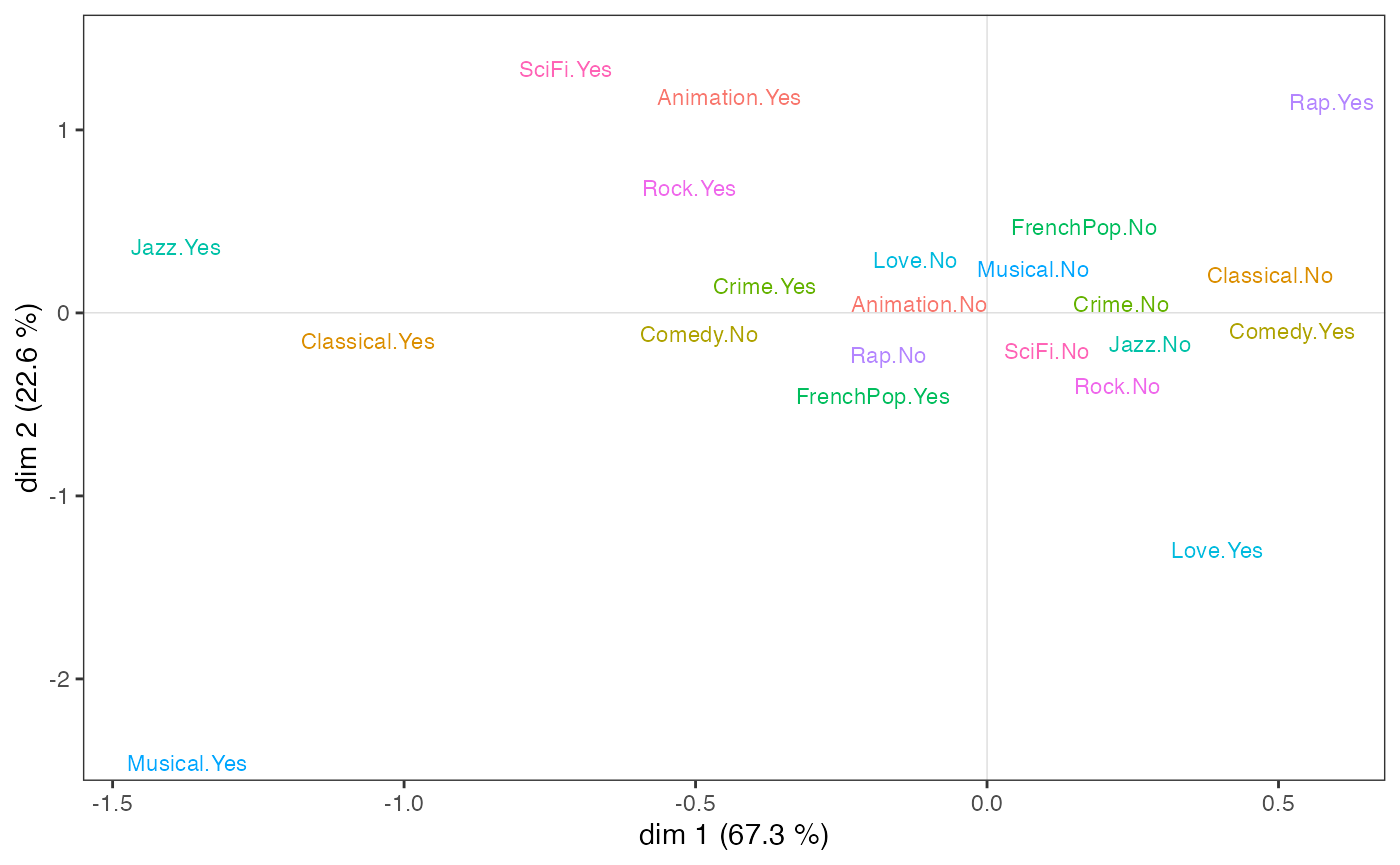 SciFi.Yes
Animation.Yes
Rap.Yes
1
Rock.Yes
FrenchPop.No
Jazz.Yes
Love.No
Musical.No
Classical.No
Crime.Yes
Animation.No
Crime.No
0
Comedy.No
Comedy.Yes
Classical.Yes
Jazz.No
SciFi.No
Rap.No
Rock.No
FrenchPop.Yes
-1
Love.Yes
-2
Musical.Yes
-1.5
-1.0
-0.5
0.0
0.5
dim 1 (67.3 %)
dim 2 (22.6 %)